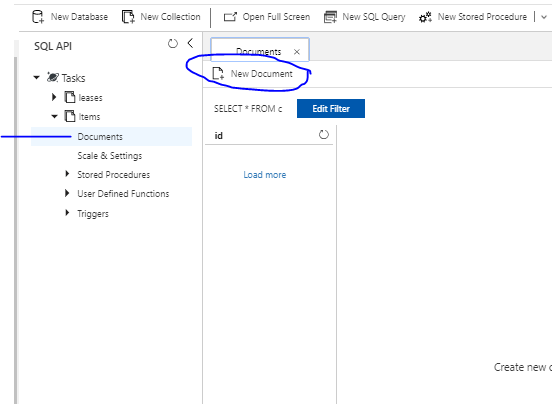 New Database New Collection Open Full Screen New SQL Query New Stored Procedure
SQL API
Documents
New Document
Tasks
leases
Items
Documents
Scale & Settings
Stored Procedures
User Defined Functions
Triggers
SELECT * FROM c Edit Filter
id
Load more
Create new